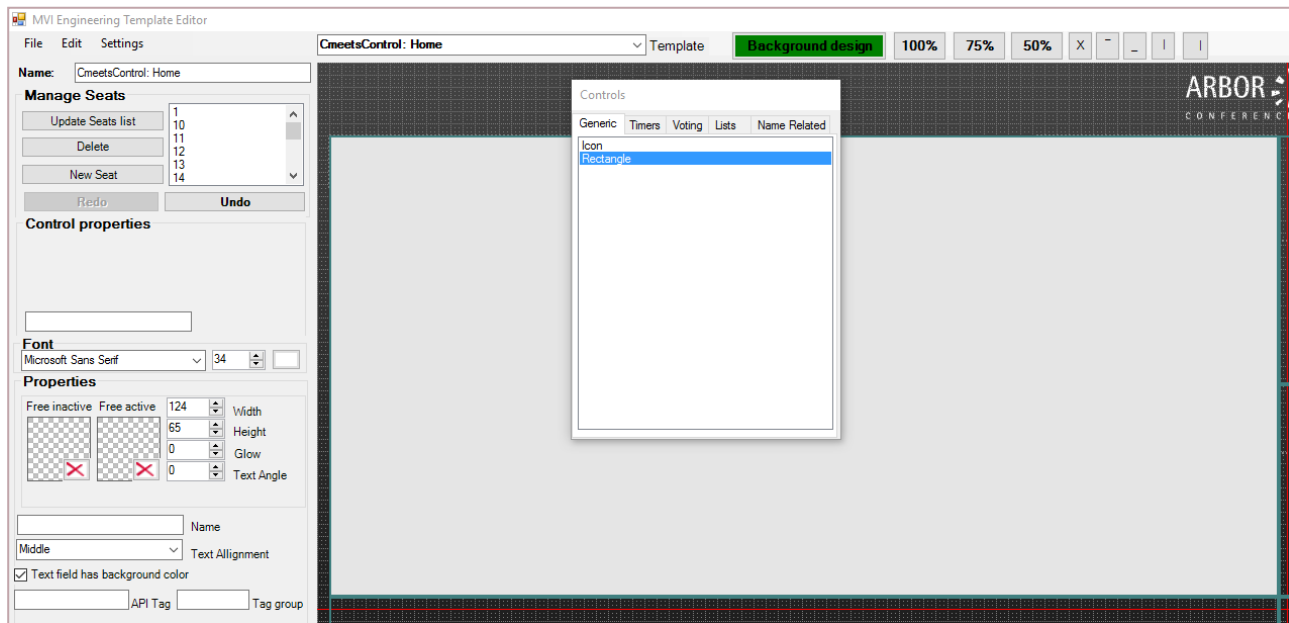 MVI Engineering Template Editor
File Edit Settings
CmeetsControl: Home Template Background design 100% 75% 50% X ‾ _ | |
Name: CmeetsControl: Home
Manage Seats
Update Seats list
Delete
New Seat
1
10
11
12
13
14
Redo Undo
Control properties
Font
Microsoft Sans Serif 34
Properties
Free inactive Free active
124 Width
65 Height
0 Glow
0 Text Angle
Name
Middle Text Allignment
Text field has background color
API Tag Tag group
Controls
Generic Timers Voting Lists Name Related
Icon
Rectangle
ARBOR
CONFERENC